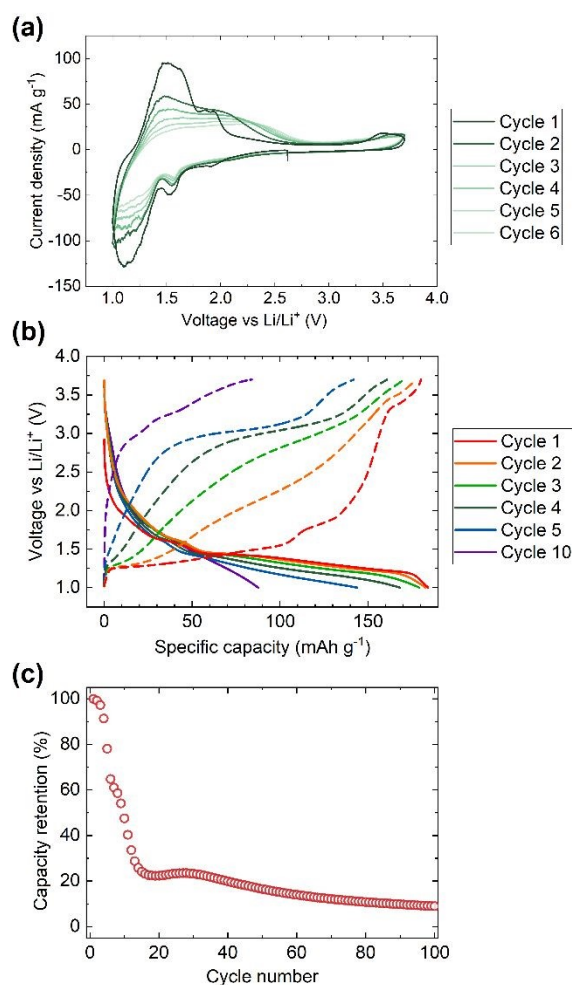 (a)
100
50
0
-50
-100
-150
Current density (mA g⁻¹)
1.0 1.5 2.0 2.5 3.0 3.5 4.0
Voltage vs Li/Li⁺ (V)
Cycle 1
Cycle 2
Cycle 3
Cycle 4
Cycle 5
Cycle 6
(b)
4.0
3.5
3.0
2.5
2.0
1.5
1.0
Voltage vs Li/Li⁺ (V)
0 50 100 150
Specific capacity (mAh g⁻¹)
Cycle 1
Cycle 2
Cycle 3
Cycle 4
Cycle 5
Cycle 10
(c)
100
80
60
40
20
0
Capacity retention (%)
0 20 40 60 80 100
Cycle number